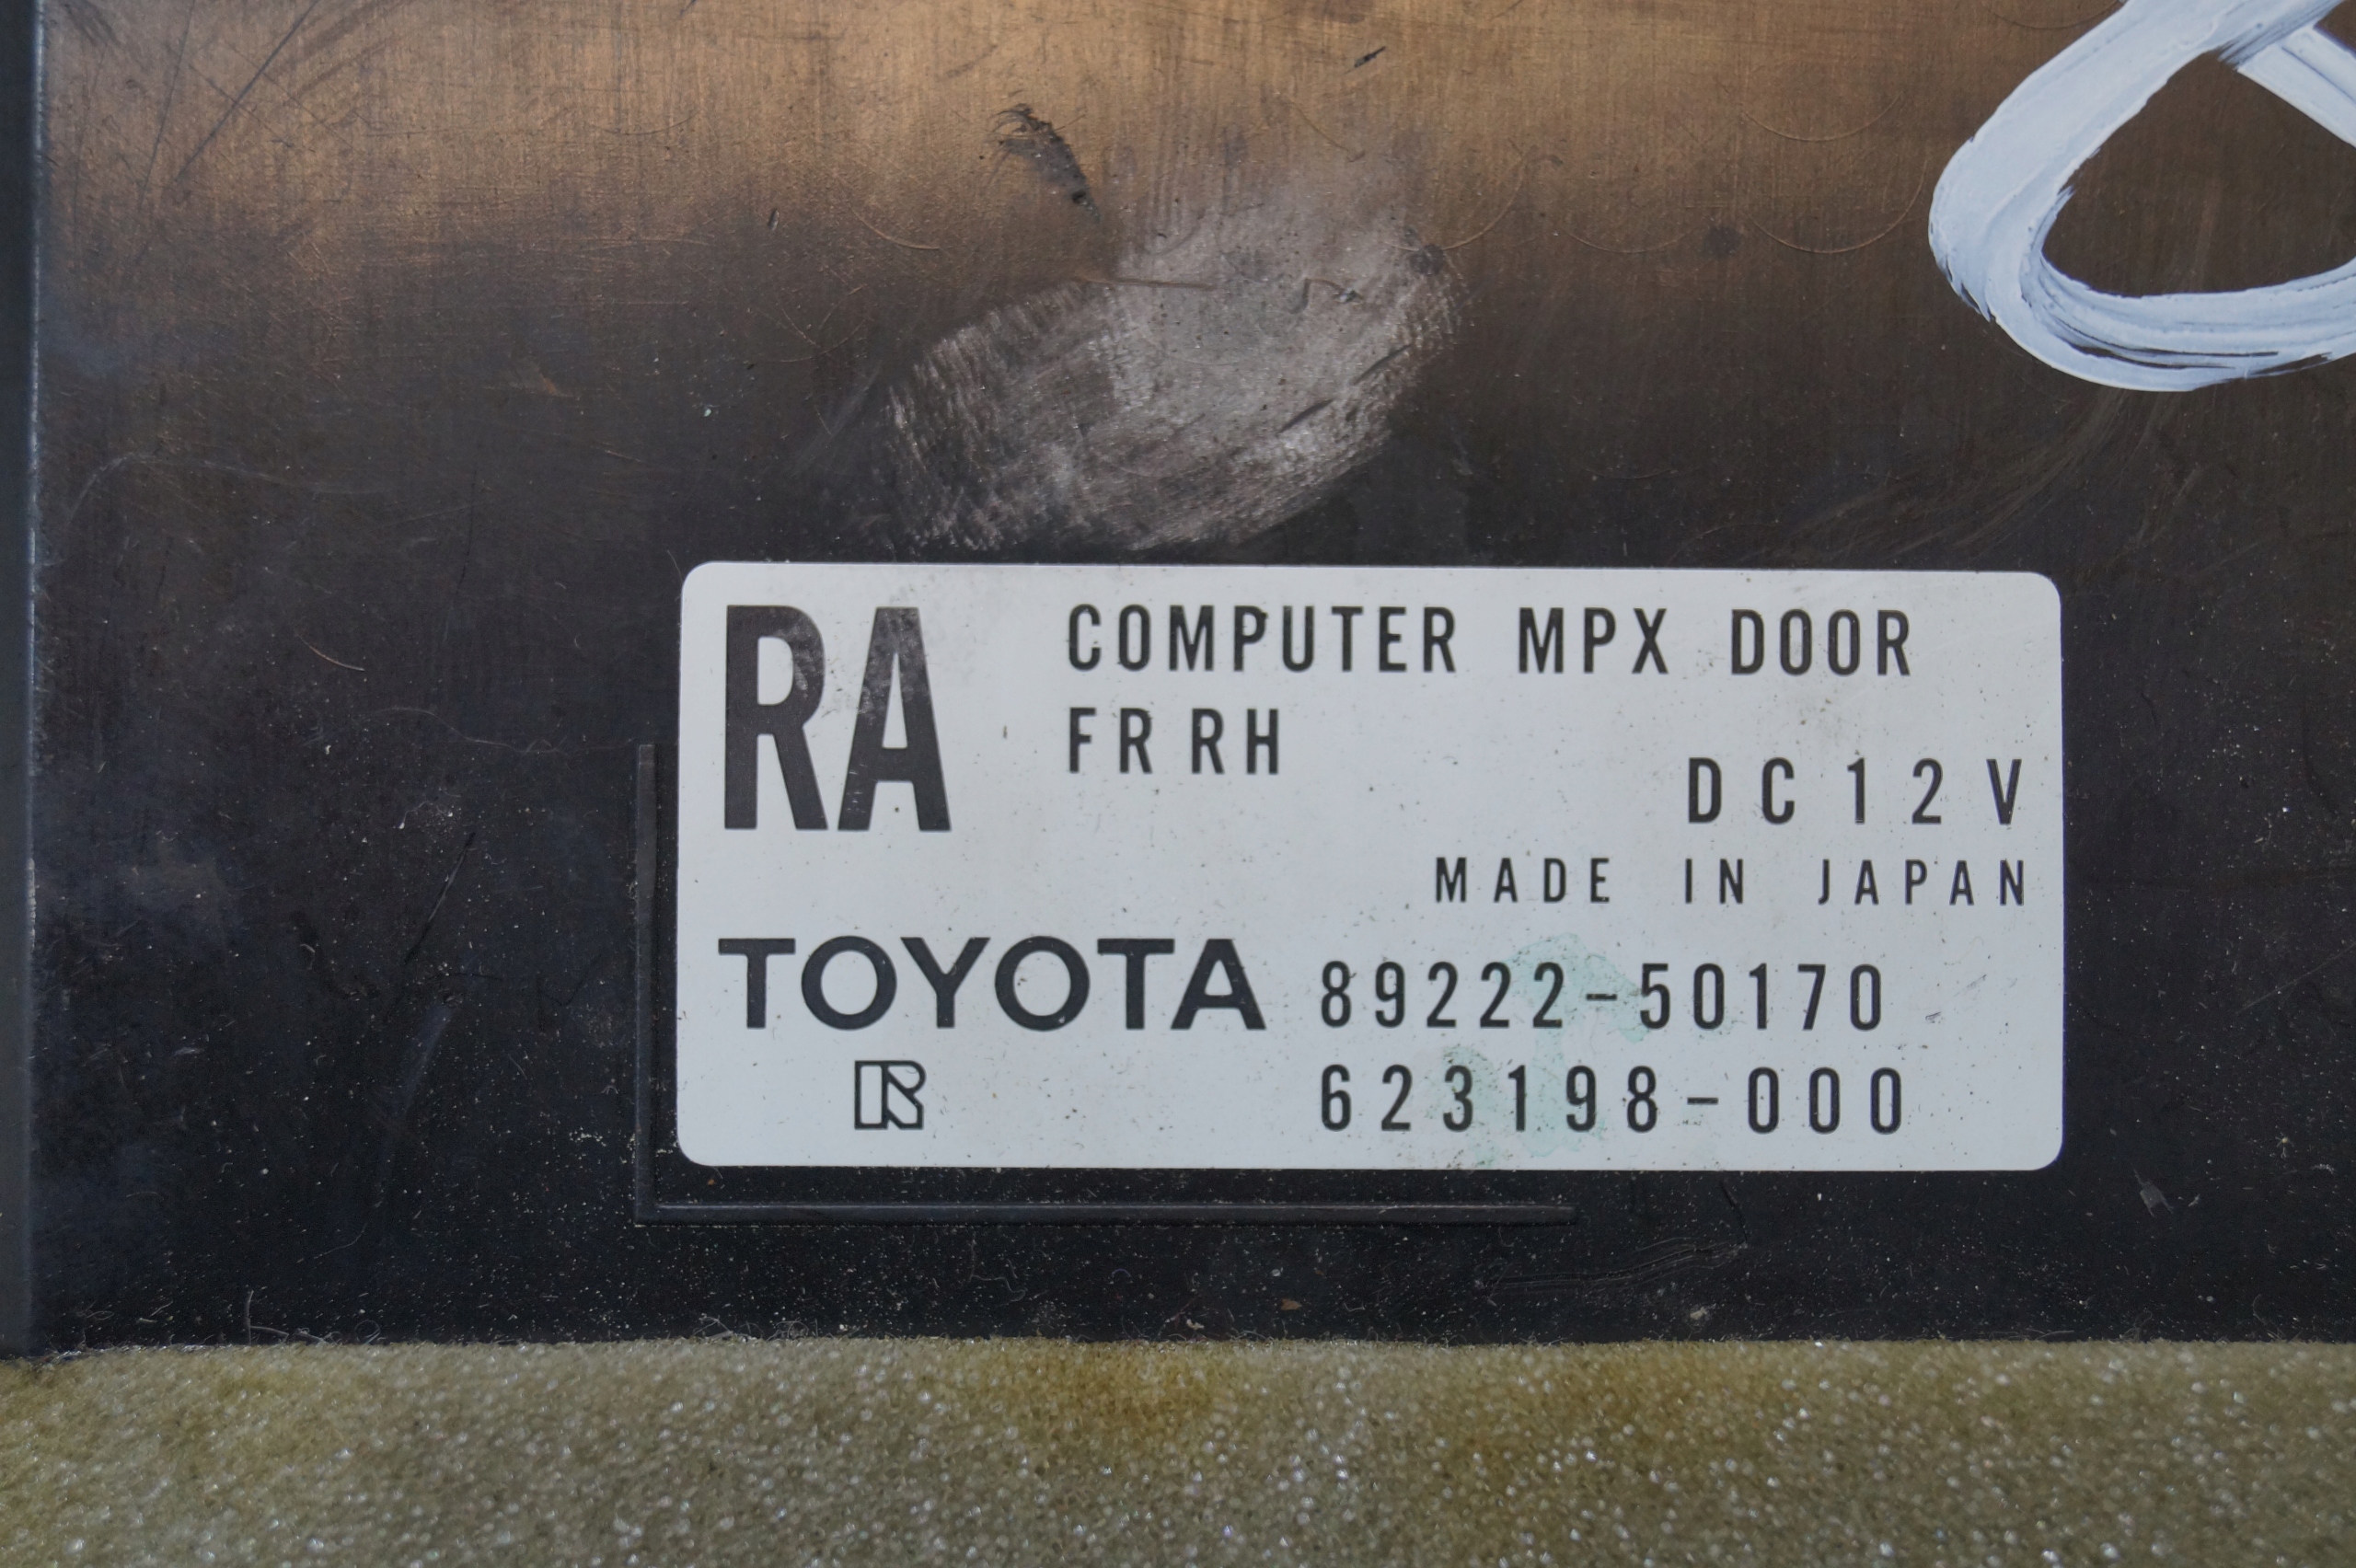 RA
COMPUTER MPX DOOR
FR RH
DC12V
MADE IN JAPAN
TOYOTA 89222-50170
R 623198-000